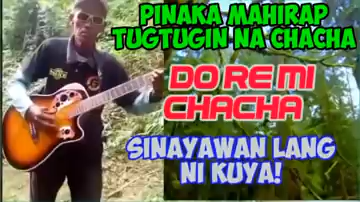 PINAKA MAHIRAP
TUGTUGIN NA CHACHA
DO RE MI
CHACHA
SINAYAWAN LANG
NI KUYA!